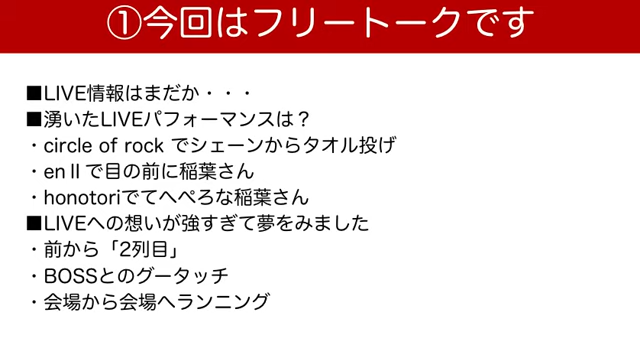 ①今回はフリートークです
■LIVE情報はまだか・・・
■湧いたLIVEパフォーマンスは？
・circle of rock でシェーンからタオル投げ
・enⅡで目の前に稲葉さん
・honotoriでてへぺろな稲葉さん
■LIVEへの想いが強すぎて夢をみました
・前から「2列目」
・BOSSとのグータッチ
・会場から会場へランニング